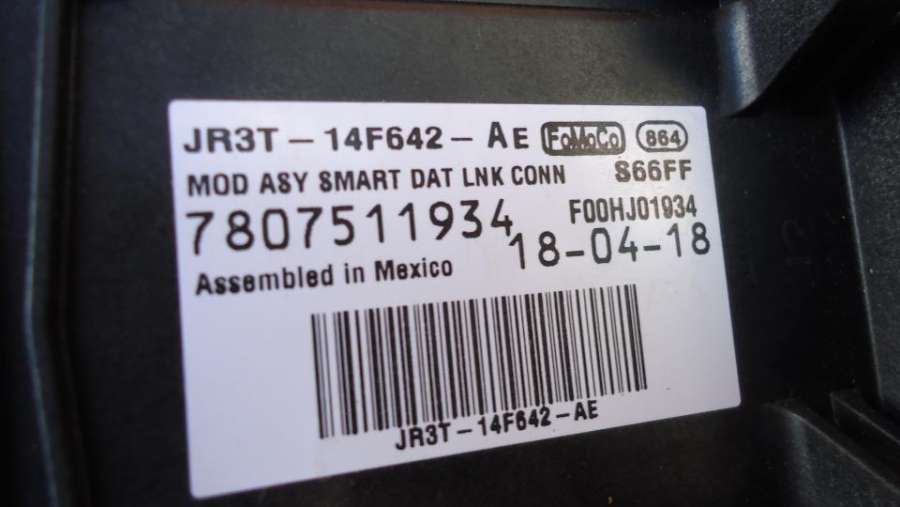 JR3T-14F642-AE FoMoCo 864
MOD ASY SMART DAT LNK CONN S66FF
7807511934 F00HJ01934
18-04-18
Assembled in Mexico
JR3T-14F642-AE